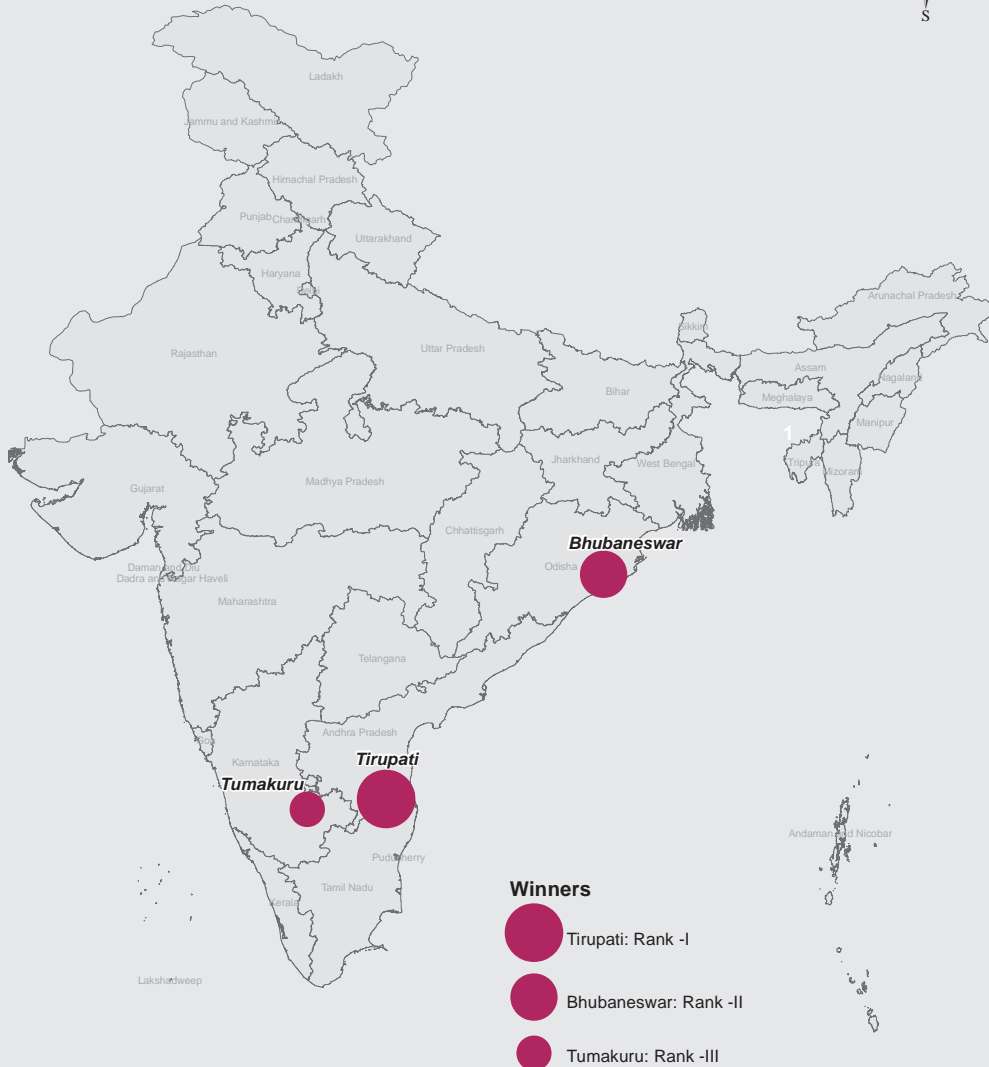 S
Ladakh
Jammu and Kashmir
Himachal Pradesh
Punjab
Chandigarh
Uttarakhand
Haryana
Delhi
Arunachal Pradesh
Sikkim
Rajasthan
Uttar Pradesh
Assam
Nagaland
Bihar
Meghalaya
Manipur
1
Jharkhand
West Bengal
Tripura
Mizoram
Gujarat
Madhya Pradesh
Chhattisgarh
Bhubaneswar
Odisha
Daman and Diu
Dadra and Nagar Haveli
Maharashtra
Telangana
Andhra Pradesh
Goa
Karnataka
Tirupati
Tumakuru
Andaman and Nicobar
Puducherry
Tamil Nadu
Kerala
Lakshadweep
Winners
Tirupati: Rank -I
Bhubaneswar: Rank -II
Tumakuru: Rank -III